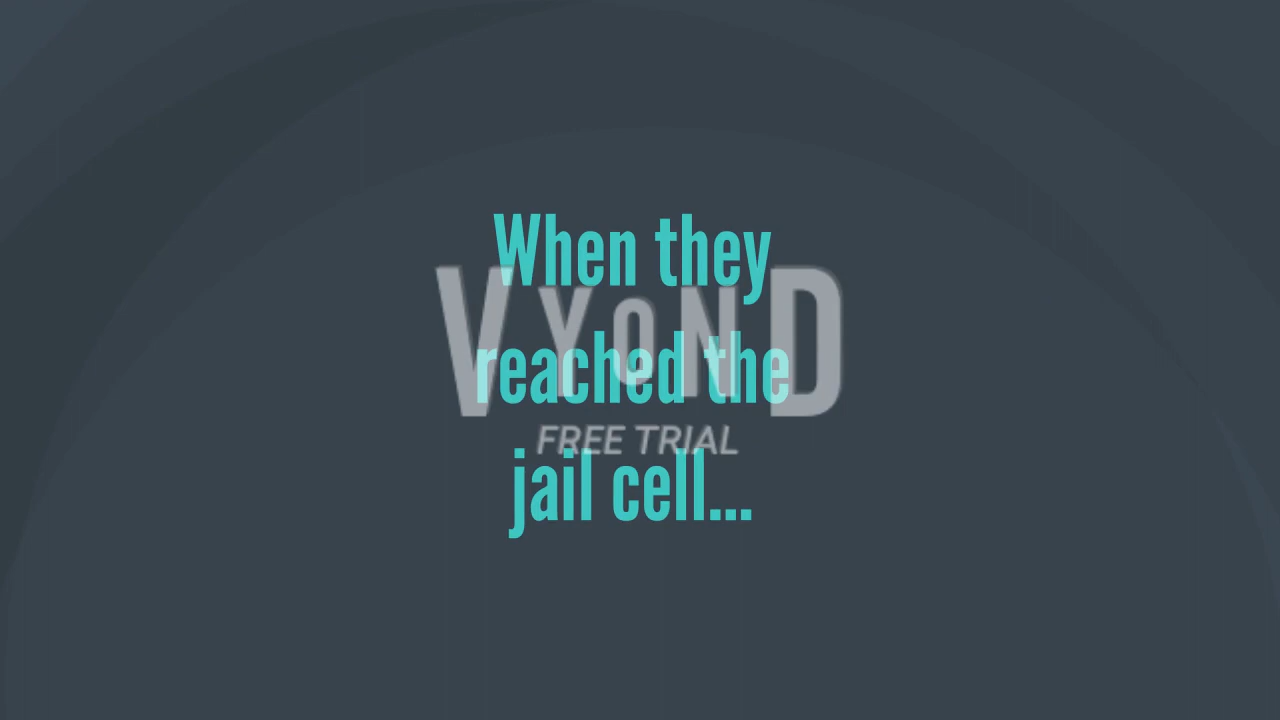 When they
VYOND
reached the
FREE TRIAL
jail cell...